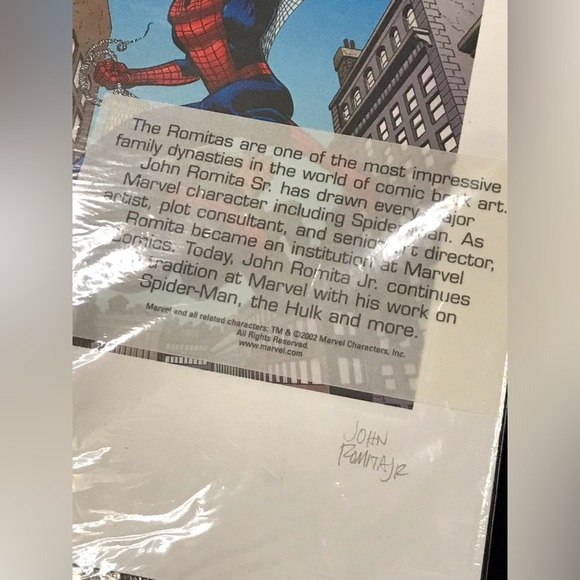 The Romitas are one of the most impressive
family dynasties in the world of comic book art.
John Romita Sr. has drawn every major
Marvel character including Spider-Man. As
artist, plot consultant, and senior art director,
Romita became an institution at Marvel
Comics. Today, John Romita Jr. continues
tradition at Marvel with his work on
Spider-Man, the Hulk and more.
Marvel and all related characters: TM & ©2002 Marvel Characters, Inc.
All Rights Reserved.
www.marvel.com
JOHN
ROMITA JR